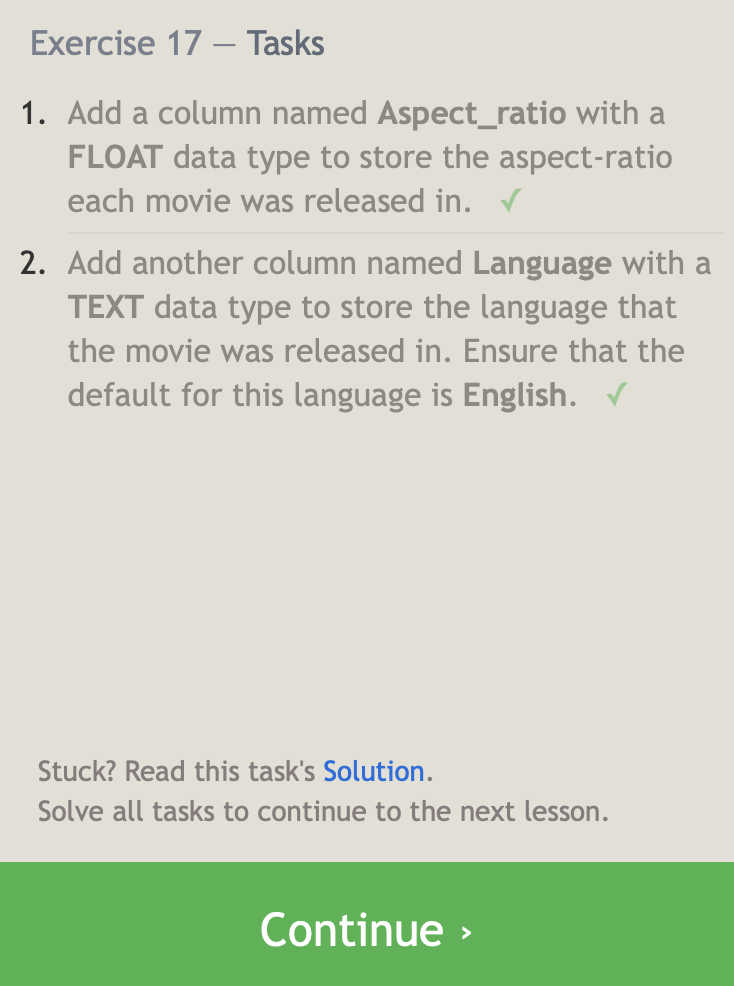 Exercise 17 — Tasks
1. Add a column named Aspect_ratio with a
FLOAT data type to store the aspect-ratio
each movie was released in. ✓
2. Add another column named Language with a
TEXT data type to store the language that
the movie was released in. Ensure that the
default for this language is English. ✓
Stuck? Read this task's Solution.
Solve all tasks to continue to the next lesson.
Continue ›